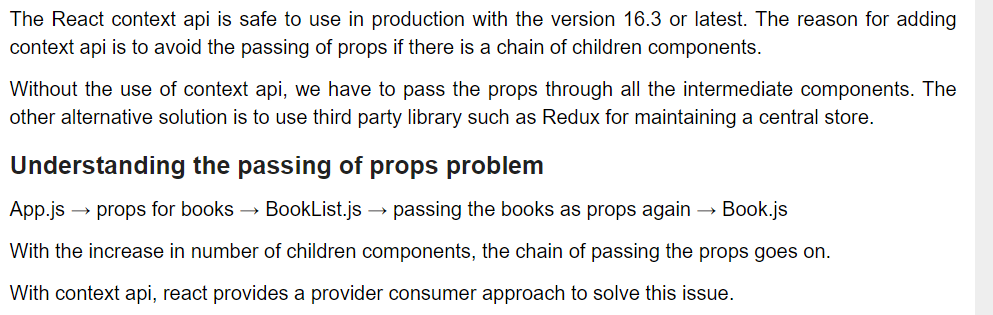 The React context api is safe to use in production with the version 16.3 or latest. The reason for adding
context api is to avoid the passing of props if there is a chain of children components.
Without the use of context api, we have to pass the props through all the intermediate components. The
other alternative solution is to use third party library such as Redux for maintaining a central store.
Understanding the passing of props problem
App.js → props for books → BookList.js → passing the books as props again → Book.js
With the increase in number of children components, the chain of passing the props goes on.
With context api, react provides a provider consumer approach to solve this issue.